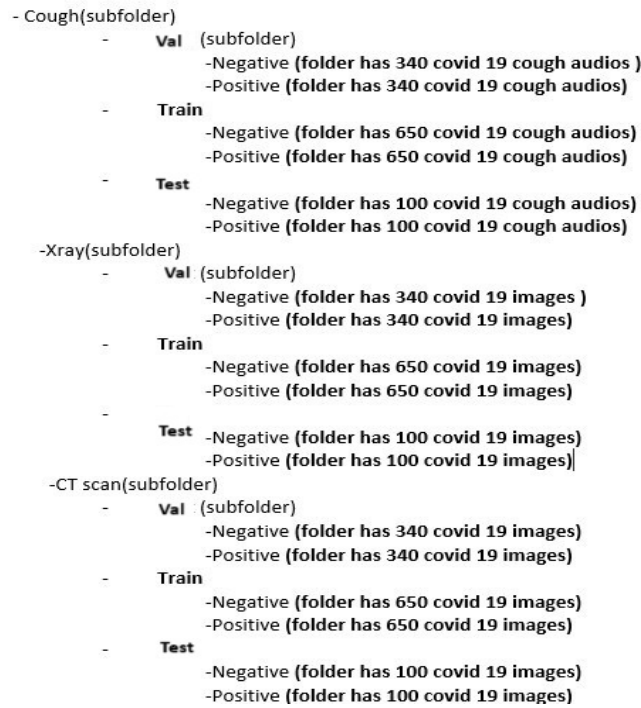 - Cough(subfolder)
- Val (subfolder)
-Negative (folder has 340 covid 19 cough audios )
-Positive (folder has 340 covid 19 cough audios)
- Train
-Negative (folder has 650 covid 19 cough audios)
-Positive (folder has 650 covid 19 cough audios)
- Test
-Negative (folder has 100 covid 19 cough audios)
-Positive (folder has 100 covid 19 cough audios)
-Xray(subfolder)
- Val (subfolder)
-Negative (folder has 340 covid 19 images )
-Positive (folder has 340 covid 19 images)
- Train
-Negative (folder has 650 covid 19 images)
-Positive (folder has 650 covid 19 images)
-
Test -Negative (folder has 100 covid 19 images)
-Positive (folder has 100 covid 19 images)
-CT scan(subfolder)
- Val (subfolder)
-Negative (folder has 340 covid 19 images)
-Positive (folder has 340 covid 19 images)
- Train
-Negative (folder has 650 covid 19 images)
-Positive (folder has 650 covid 19 images)
- Test
-Negative (folder has 100 covid 19 images)
-Positive (folder has 100 covid 19 images)